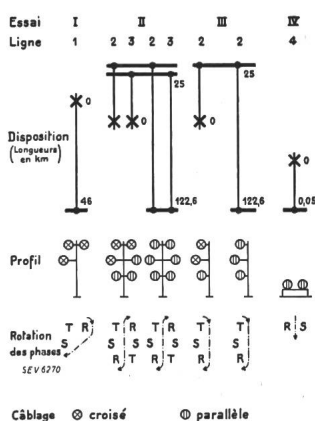 Essai I II III IV
Ligne 1 2 3 2 3 2 2 4
25 25
0 0 0 0 0
Disposition
(Longueurs
en km)
46 122,6 122,6 0,05
Profil
Rotation
des phases
T R T R T R T T R S
S S S S S S S
R T R T R R
SEV 6270
Câblage croisé parallèle